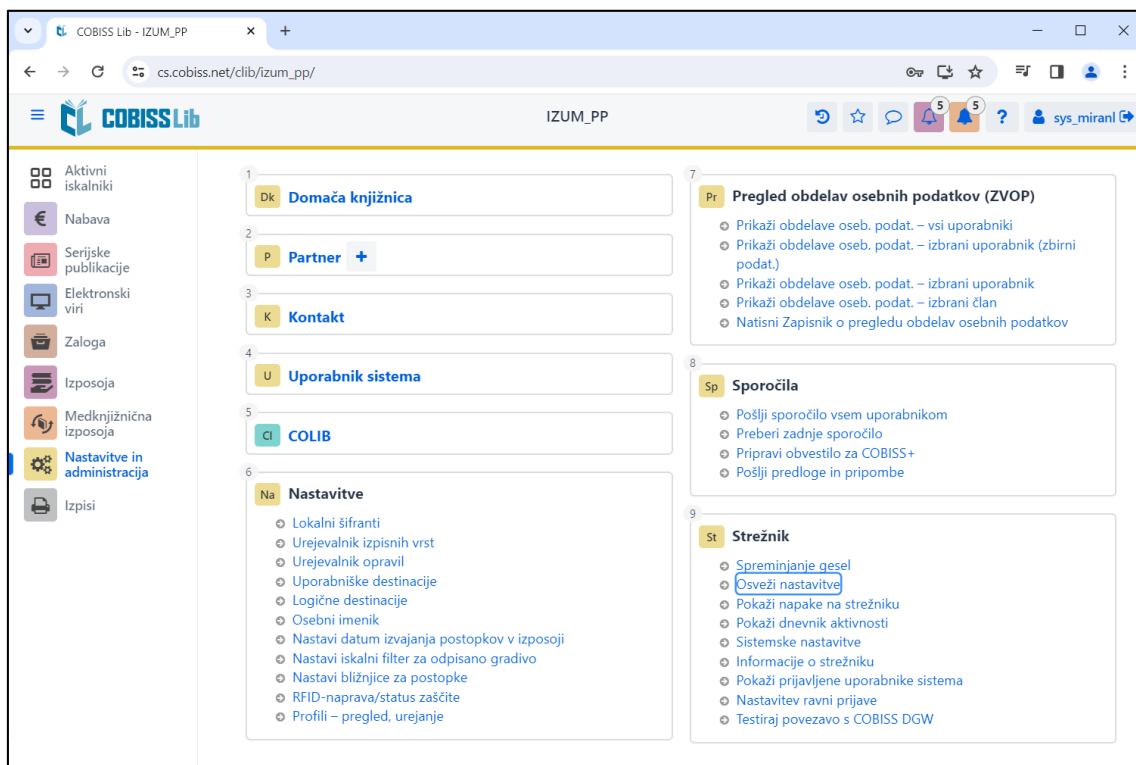 COBISS Lib - IZUM_PP
cs.cobiss.net/clib/izum_pp/
COBISS Lib
IZUM_PP
5
5
?
sys_miranl
Aktivni
iskalniki
€
Nabava
Serijske
publikacije
Elektronski
viri
Zaloga
Izposoja
Medknjižnična
izposoja
Nastavitve in
administracija
Izpisi
1
Dk Domača knjižnica
2
P Partner +
3
K Kontakt
4
U Uporabnik sistema
5
Cl COLIB
6
Na Nastavitve
Lokalni šifranti
Urejevalnik izpisnih vrst
Urejevalnik opravil
Uporabniške destinacije
Logične destinacije
Osebni imenik
Nastavi datum izvajanja postopkov v izposoji
Nastavi iskalni filter za odpisano gradivo
Nastavi bližnjice za postopke
RFID-naprava/status zaščite
Profili – pregled, urejanje
7
Pr Pregled obdelav osebnih podatkov (ZVOP)
Prikaži obdelave oseb. podat. – vsi uporabniki
Prikaži obdelave oseb. podat. – izbrani uporabnik (zbirni
podat.)
Prikaži obdelave oseb. podat. – izbrani uporabnik
Prikaži obdelave oseb. podat. – izbrani član
Natisni Zapisnik o pregledu obdelav osebnih podatkov
8
Sp Sporočila
Pošlji sporočilo vsem uporabnikom
Preberi zadnje sporočilo
Pripravi obvestilo za COBISS+
Pošlji predloge in pripombe
9
St Strežnik
Spreminjanje gesel
Osveži nastavitve
Pokaži napake na strežniku
Pokaži dnevnik aktivnosti
Sistemske nastavitve
Informacije o strežniku
Pokaži prijavljene uporabnike sistema
Nastavitev ravni prijave
Testiraj povezavo s COBISS DGW